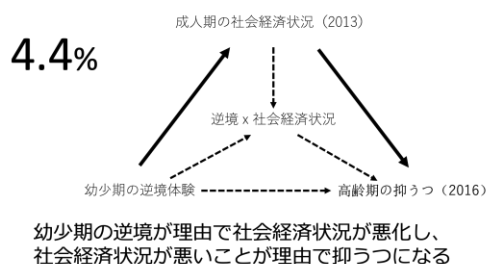 成人期の社会経済状況（2013）
4.4%
逆境 x 社会経済状況
幼少期の逆境体験
高齢期の抑うつ（2016）
幼少期の逆境が理由で社会経済状況が悪化し、
社会経済状況が悪いことが理由で抑うつになる